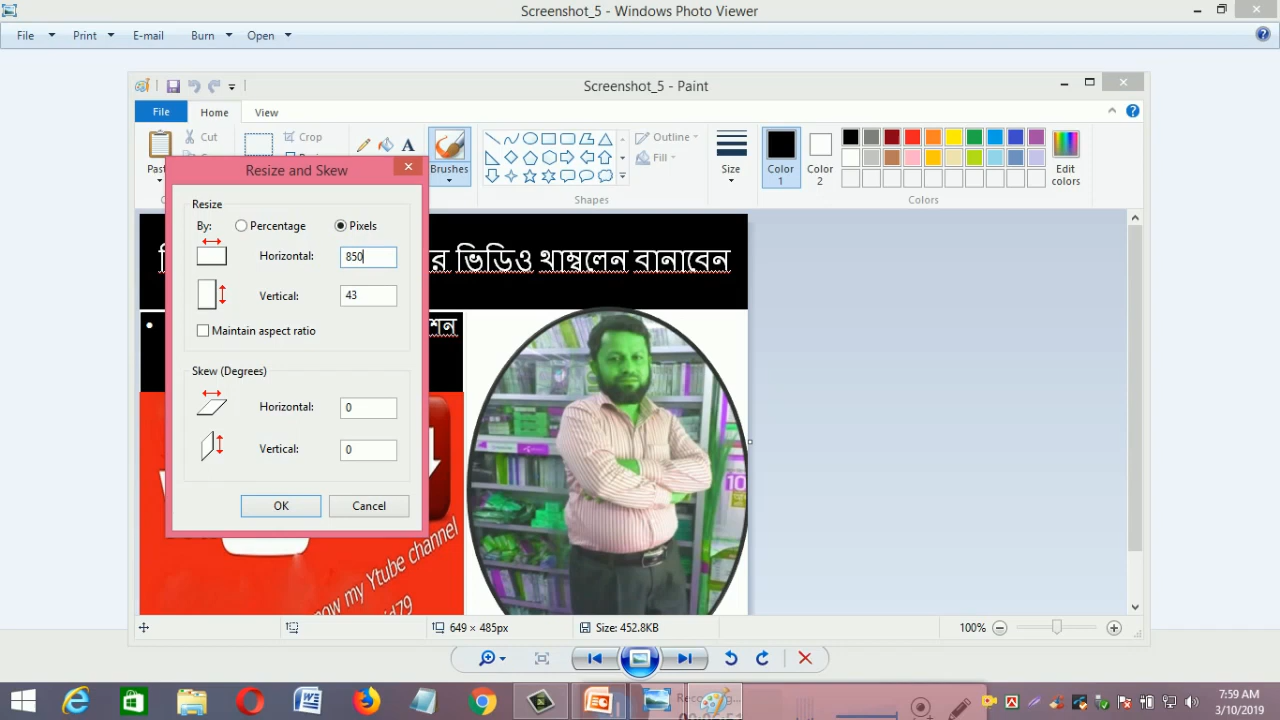 Screenshot_5 - Windows Photo Viewer
File Print E-mail Burn Open
Screenshot_5 - Paint
File Home View
Cut
Crop
Outline
Fill
Brushes
Size
Color 1
Color 2
Edit colors
Shapes
Colors
Resize and Skew
Resize
By: Percentage Pixels
Horizontal: 850
Vertical: 43
Maintain aspect ratio
Skew (Degrees)
Horizontal: 0
Vertical: 0
OK Cancel
ভিডিও থাম্বলেন বানাবেন
my Ytube channel
10
649 × 485px
Size: 452.8KB
100%
7:59 AM
3/10/2019